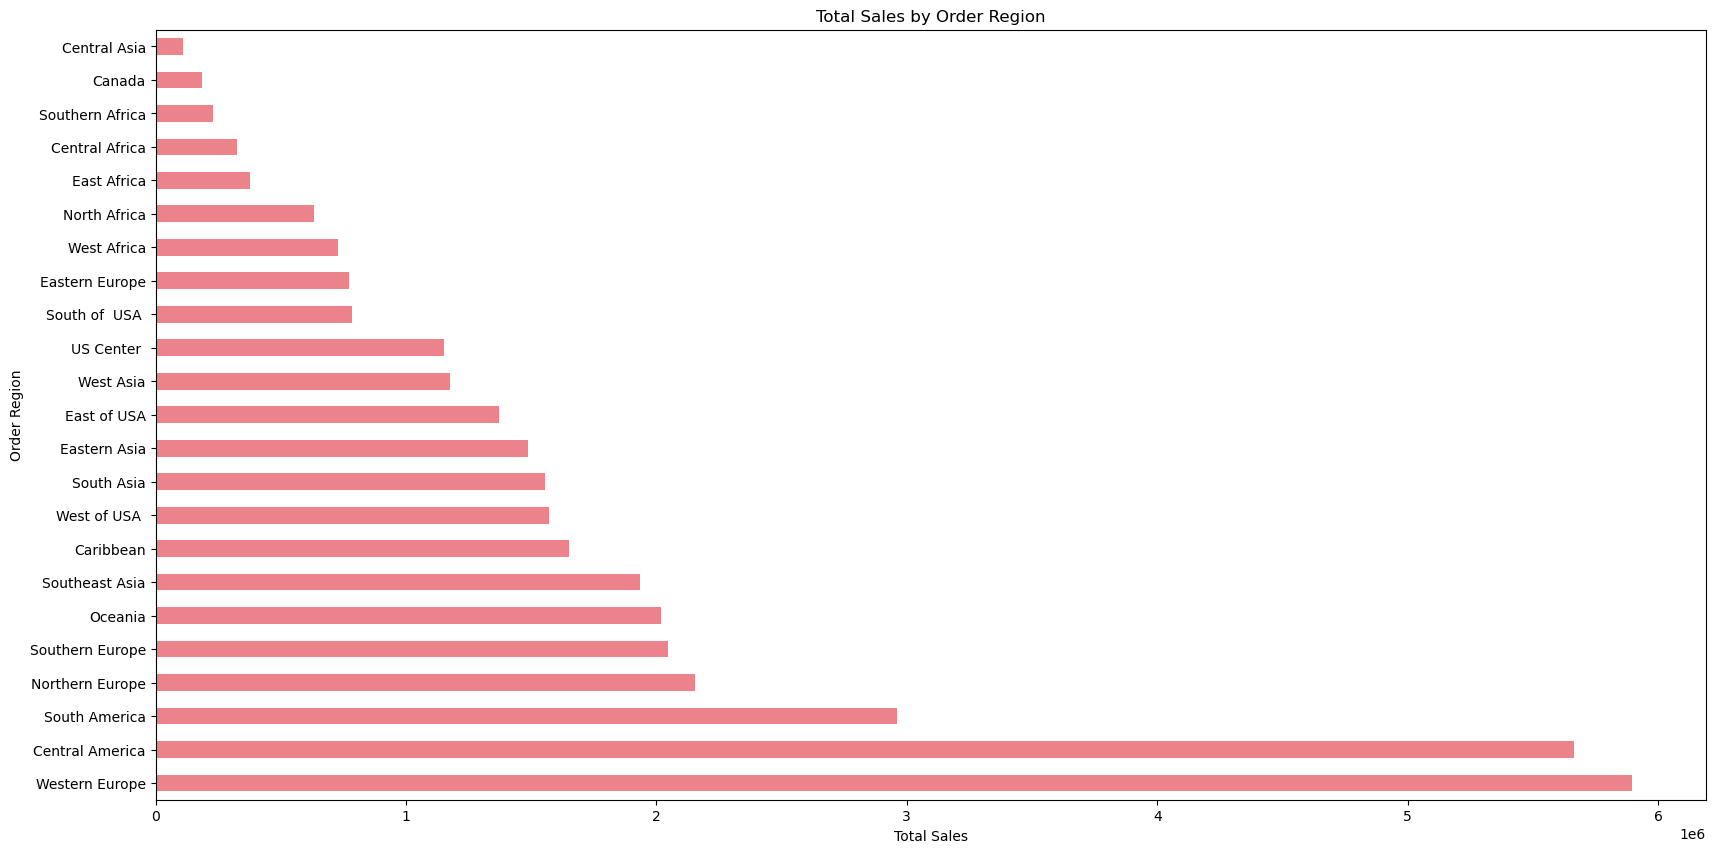 Total Sales by Order Region
Central Asia
Canada
Southern Africa
Central Africa
East Africa
North Africa
West Africa
Eastern Europe
South of  USA
US Center
West Asia
East of USA
Eastern Asia
South Asia
West of USA
Caribbean
Southeast Asia
Oceania
Southern Europe
Northern Europe
South America
Central America
Western Europe
Order Region
0 1 2 3 4 5 6
1e6
Total Sales